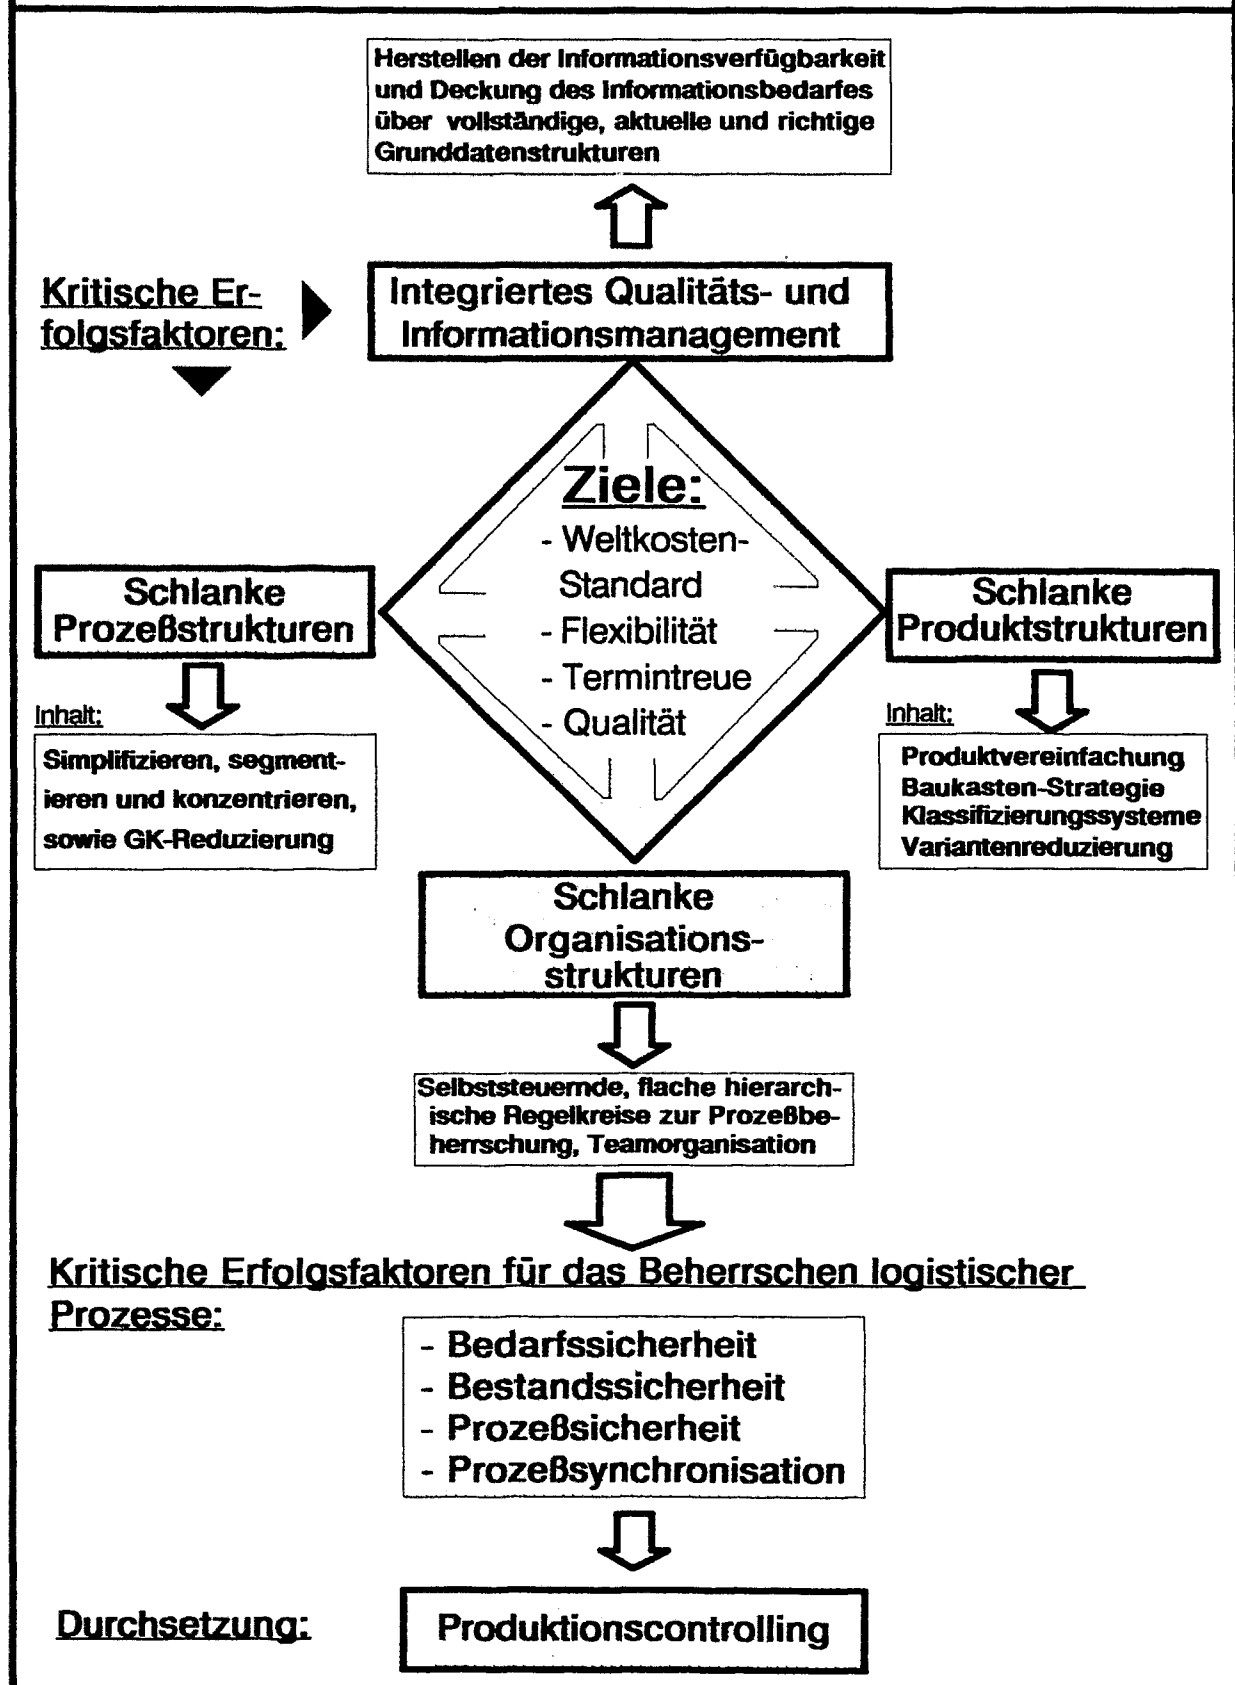 Herstellen der Informationsverfügbarkeit
und Deckung des Informationsbedarfes
über vollständige, aktuelle und richtige
Grunddatenstrukturen
Kritische Er-
folgsfaktoren:
Integriertes Qualitäts- und
Informationsmanagement
Ziele:
- Weltkosten-
Standard
- Flexibilität
- Termintreue
- Qualität
Schlanke
Prozeßstrukturen
Inhalt:
Simplifizieren, segment-
ieren und konzentrieren,
sowie GK-Reduzierung
Schlanke
Produktstrukturen
Inhalt:
Produktvereinfachung
Baukasten-Strategie
Klassifizierungssysteme
Variantenreduzierung
Schlanke
Organisations-
strukturen
Selbststeuernde, flache hierarch-
ische Regelkreise zur Prozeßbe-
herrschung, Teamorganisation
Kritische Erfolgsfaktoren für das Beherrschen logistischer
Prozesse:
- Bedarfssicherheit
- Bestandssicherheit
- Prozeßsicherheit
- Prozeßsynchronisation
Durchsetzung:
Produktionscontrolling